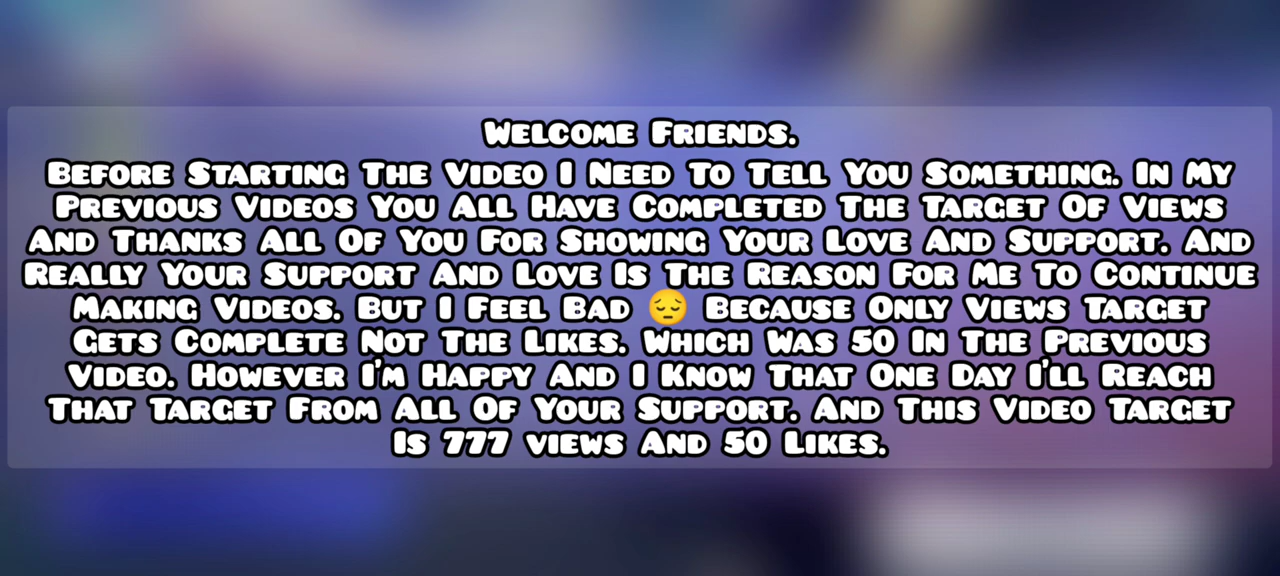 Welcome Friends.
Before Starting The Video I Need To Tell You Something. In My
Previous Videos You All Have Completed The Target Of Views
And Thanks All Of You For Showing Your Love And Support. And
Really Your Support And Love Is The Reason For Me To Continue
Making Videos. But I Feel Bad 😔 Because Only Views Target
Gets Complete Not The Likes. Which Was 50 In The Previous
Video. However I'm Happy And I Know That One Day I'll Reach
That Target From All Of Your Support. And This Video Target
Is 777 views And 50 Likes.